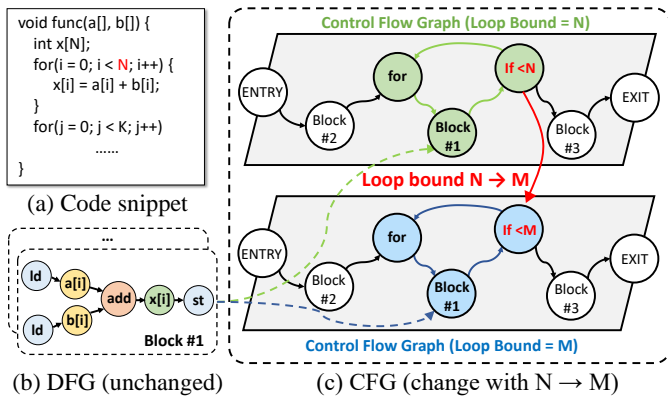 void func(a[], b[]) {
int x[N];
for(i = 0; i < N; i++) {
x[i] = a[i] + b[i];
}
for(j = 0; j < K; j++)
......
}
(a) Code snippet
...
ld
a[i]
add
x[i]
st
ld
b[i]
Block #1
(b) DFG (unchanged)
Control Flow Graph (Loop Bound = N)
ENTRY
Block
#2
for
Block
#1
If <N
Block
#3
EXIT
Loop bound N → M
ENTRY
Block
#2
for
Block
#1
If <M
Block
#3
EXIT
Control Flow Graph (Loop Bound = M)
(c) CFG (change with N → M)